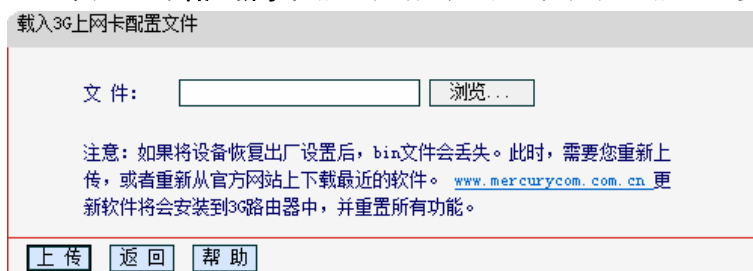 载入3G上网卡配置文件
文 件: 浏览...
注意：如果将设备恢复出厂设置后，bin文件会丢失。此时，需要您重新上
传，或者重新从官方网站上下载最近的软件。 www.mercurycom.com.cn 更
新软件将会安装到3G路由器中，并重置所有功能。
上 传 返 回 帮 助